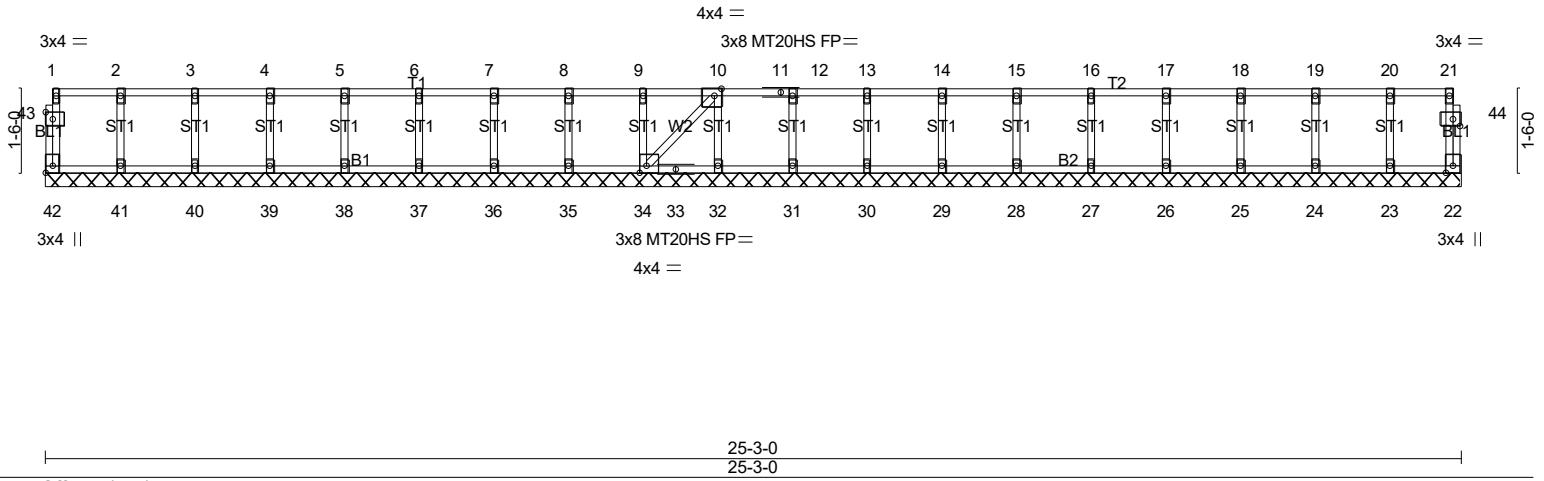 4x4 =
3x4 =
3x8 MT20HS FP=
3x4 =
1 2 3 4 5 6 7 8 9 10 11 12 13 14 15 16 17 18 19 20 21
T1 T2
43 44
1-6-0 1-6-0
BL1 ST1 ST1 ST1 ST1 ST1 ST1 ST1 ST1 W2 ST1 ST1 ST1 ST1 ST1 ST1 ST1 ST1 ST1 ST1 BL1
B1 B2
42 41 40 39 38 37 36 35 34 33 32 31 30 29 28 27 26 25 24 23 22
3x4 ||
3x8 MT20HS FP=
3x4 ||
4x4 =
25-3-0
25-3-0